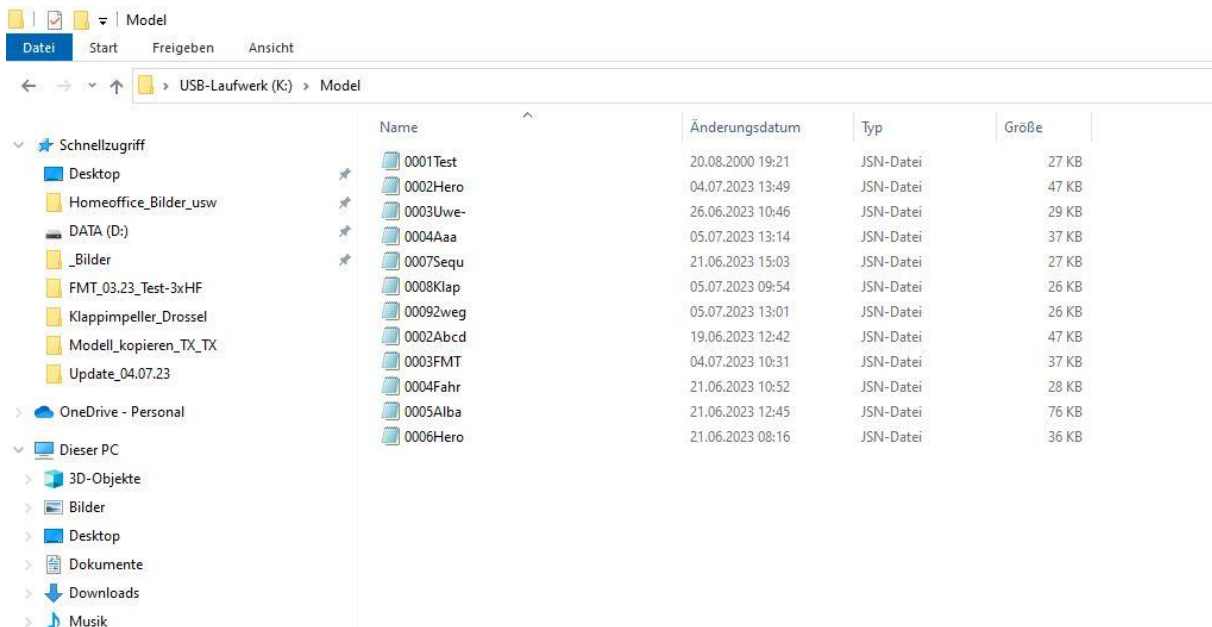 Model
Datei Start Freigeben Ansicht
USB-Laufwerk (K:) > Model
Schnellzugriff
Desktop
Homeoffice_Bilder_usw
DATA (D:)
_Bilder
FMT_03.23_Test-3xHF
Klappimpeller_Drossel
Modell_kopieren_TX_TX
Update_04.07.23
OneDrive - Personal
Dieser PC
3D-Objekte
Bilder
Desktop
Dokumente
Downloads
Musik
Name Änderungsdatum Typ Größe
0001Test 20.08.2000 19:21 JSN-Datei 27 KB
0002Hero 04.07.2023 13:49 JSN-Datei 47 KB
0003Uwe- 26.06.2023 10:46 JSN-Datei 29 KB
0004Aaa 05.07.2023 13:14 JSN-Datei 37 KB
0007Sequ 21.06.2023 15:03 JSN-Datei 27 KB
0008Klap 05.07.2023 09:54 JSN-Datei 26 KB
00092weg 05.07.2023 13:01 JSN-Datei 26 KB
0002Abcd 19.06.2023 12:42 JSN-Datei 47 KB
0003FMT 04.07.2023 10:31 JSN-Datei 37 KB
0004Fahr 21.06.2023 10:52 JSN-Datei 28 KB
0005Alba 21.06.2023 12:45 JSN-Datei 76 KB
0006Hero 21.06.2023 08:16 JSN-Datei 36 KB